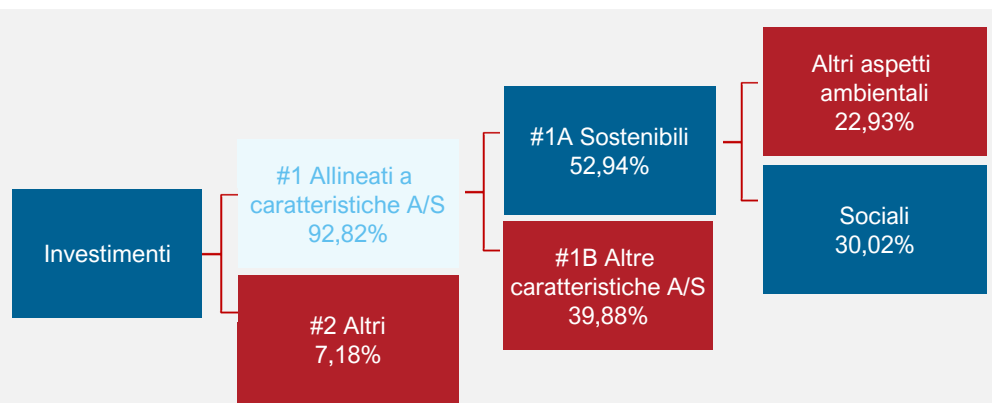 Investimenti
#1 Allineati a
caratteristiche A/S
92,82%
#2 Altri
7,18%
#1A Sostenibili
52,94%
#1B Altre
caratteristiche A/S
39,88%
Altri aspetti
ambientali
22,93%
Sociali
30,02%